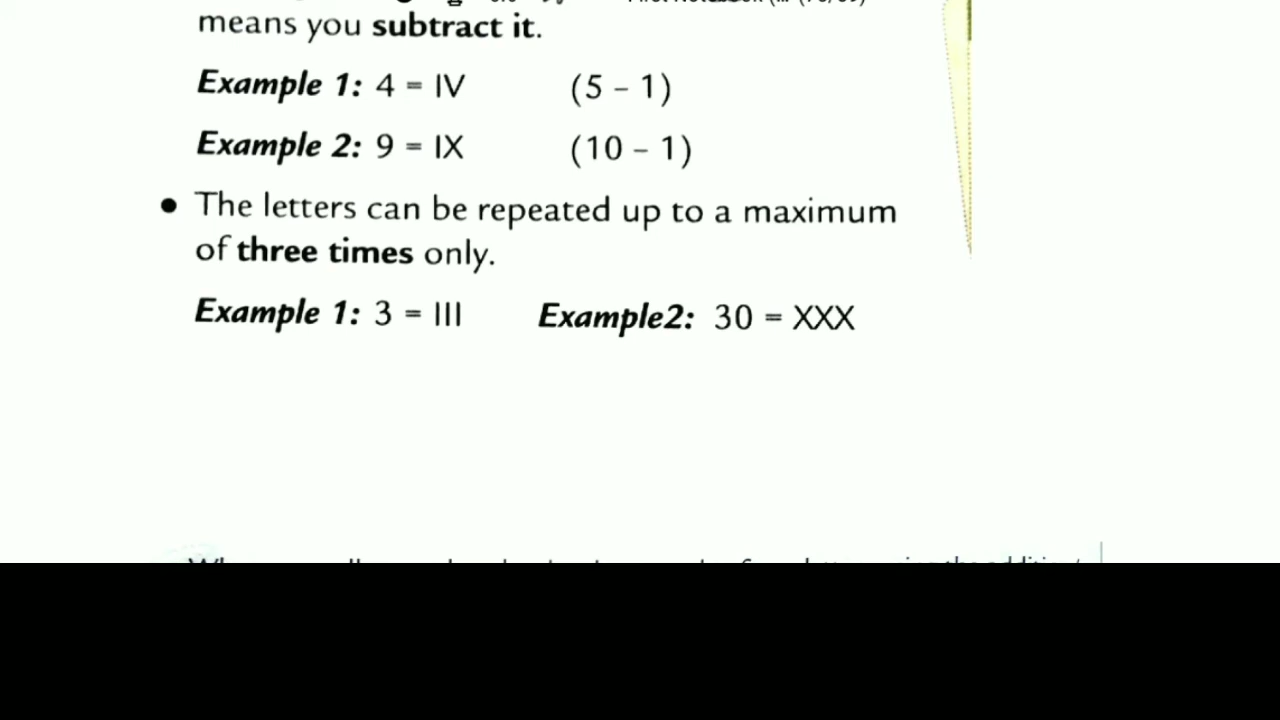 means you subtract it.
Example 1: 4 = IV (5 – 1)
Example 2: 9 = IX (10 – 1)
• The letters can be repeated up to a maximum
of three times only.
Example 1: 3 = III Example2: 30 = XXX